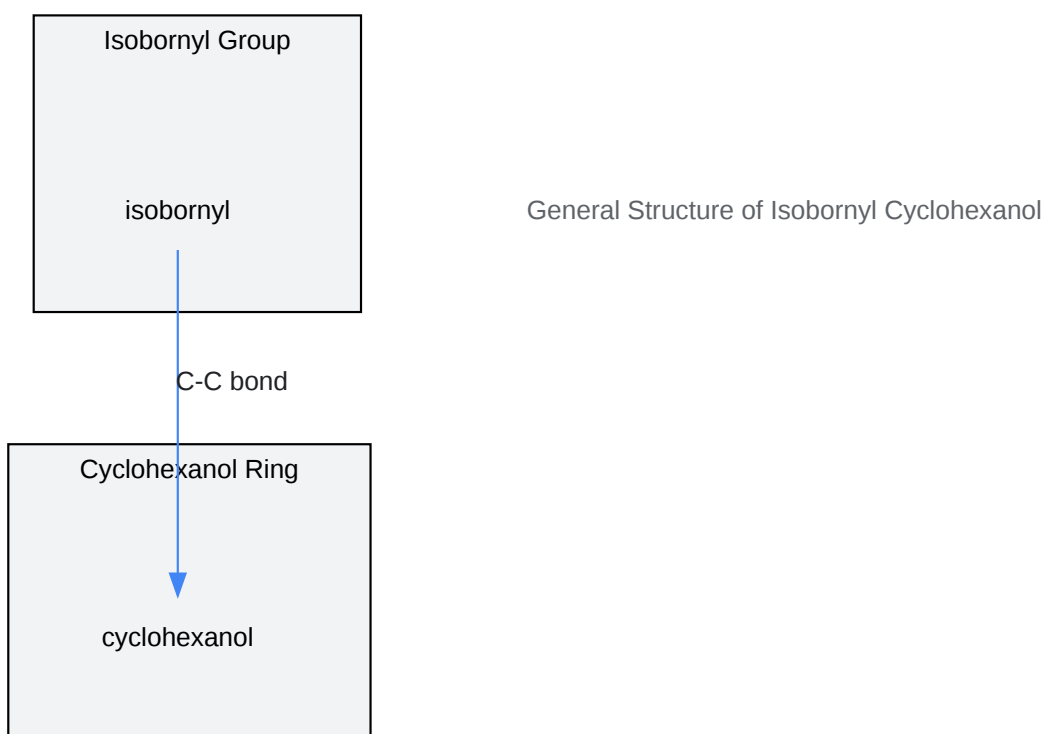 Isobornyl Group
isobornyl
General Structure of Isobornyl Cyclohexanol
C-C bond
Cyclohexanol Ring
cyclohexanol